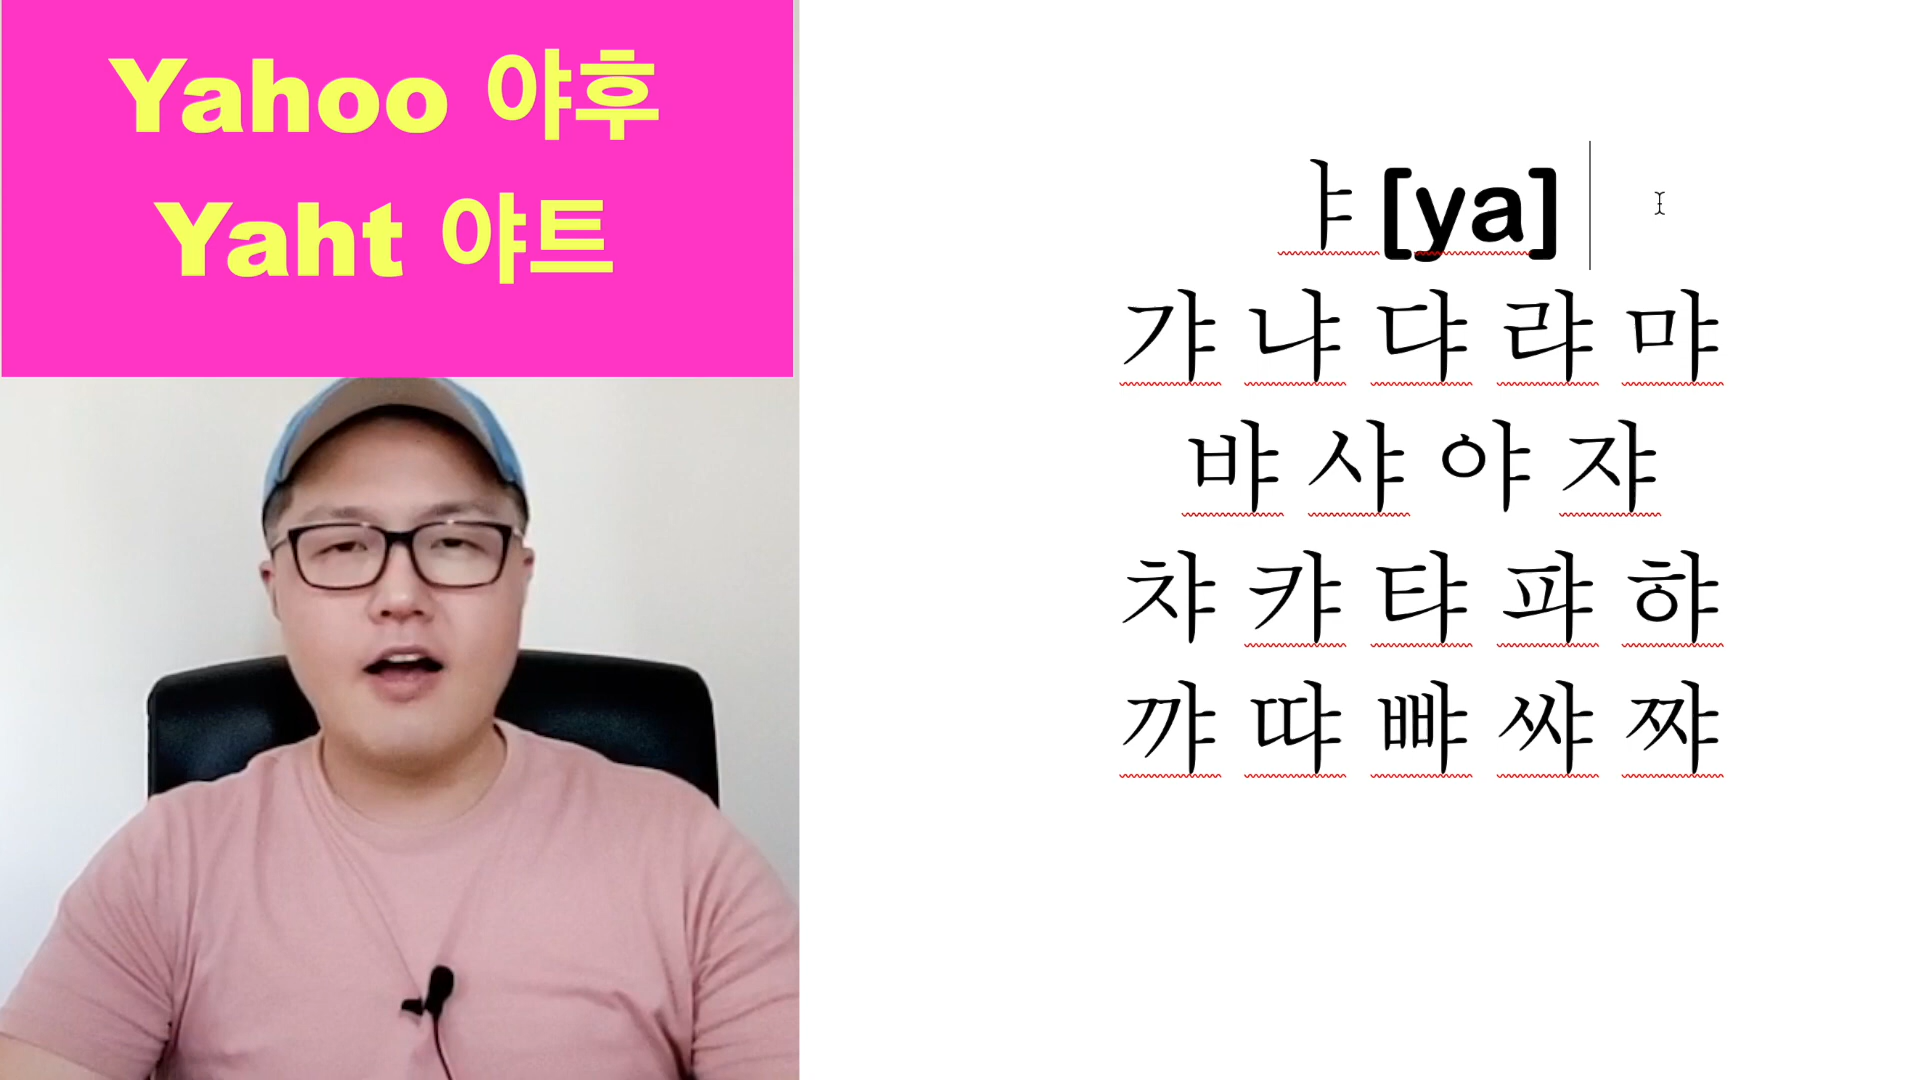 Yahoo 야후
Yaht 야트
ㅑ [ya]
갸 냐 댜 랴 먀
뱌 샤 야 쟈
챠 캬 탸 퍄 햐
꺄 땨 뺘 쌰 쨔